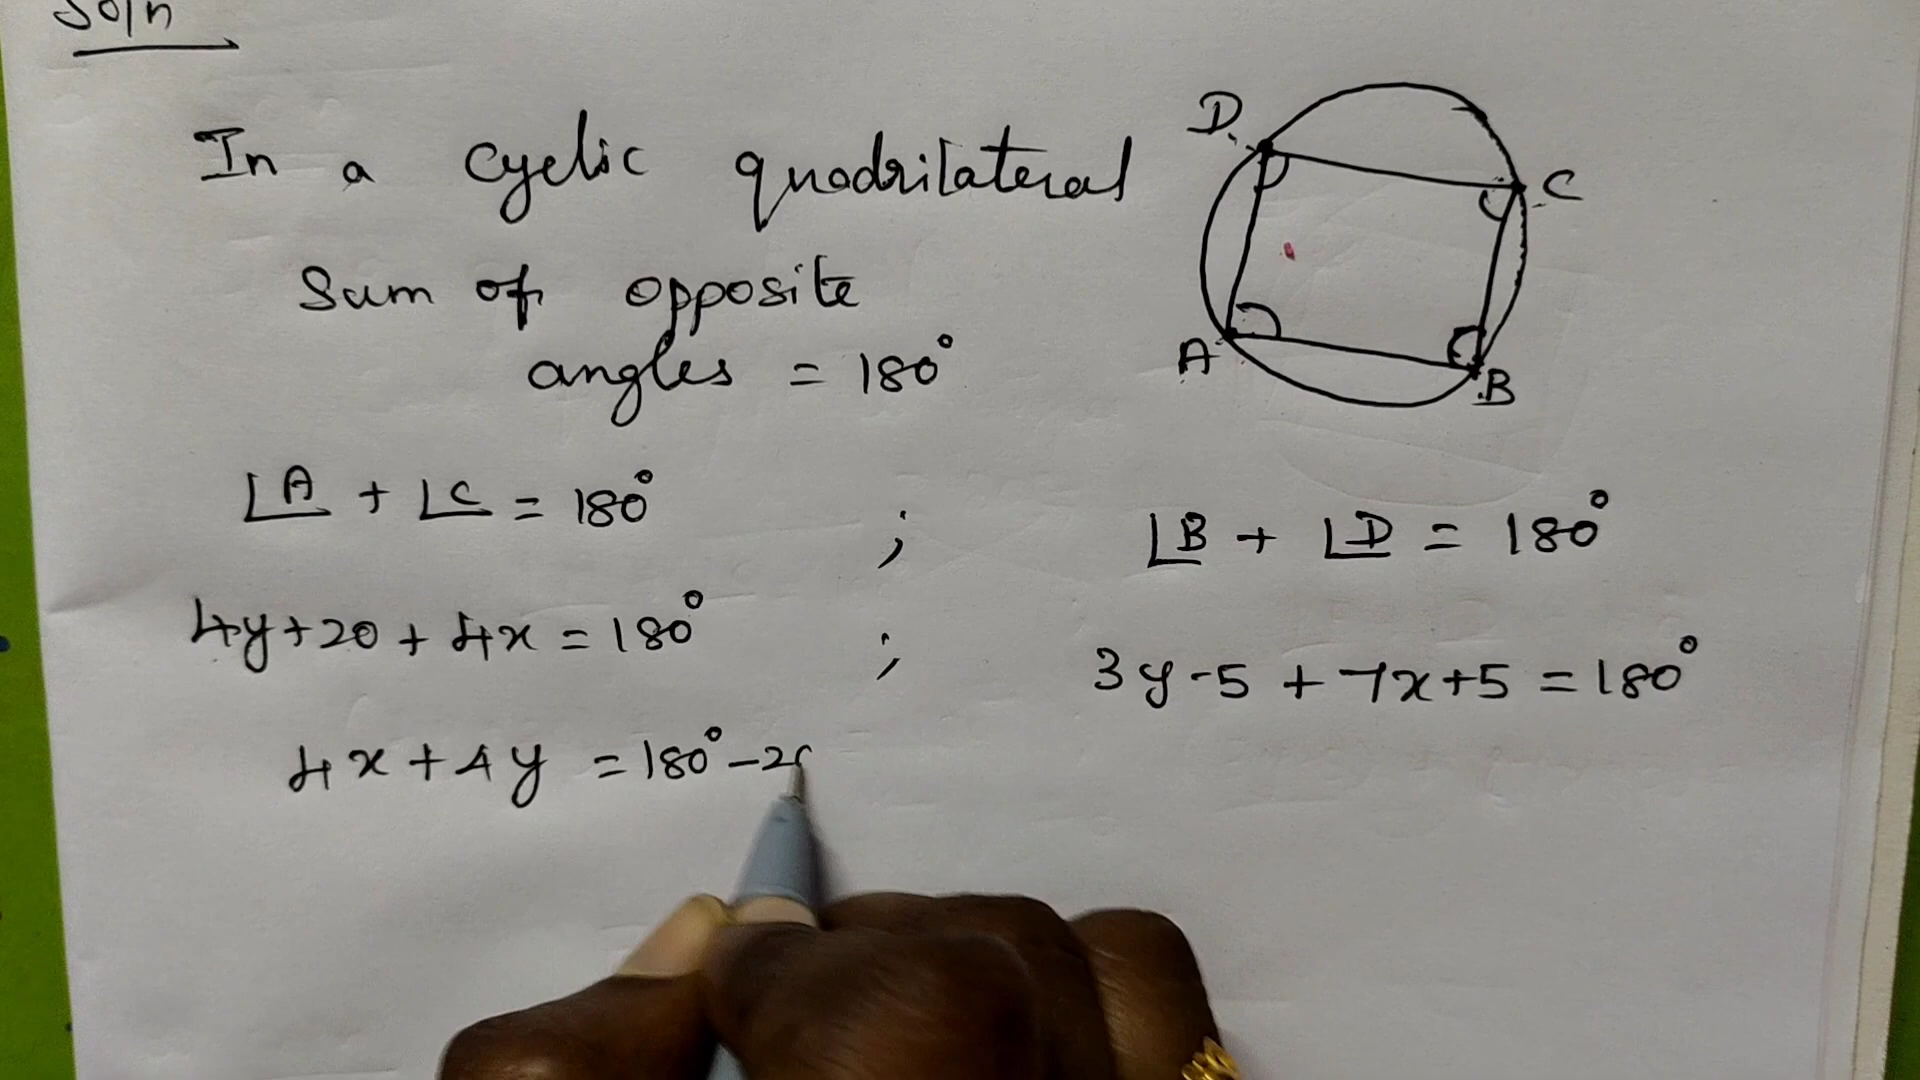 Soln
In a cyclic quadrilateral
Sum of opposite
angles = 180°
D
C
A
B
∠A + ∠C = 180° ; ∠B + ∠D = 180°
4y+20 + 4x = 180° ; 3y-5 + 7x+5 = 180°
4x + 4y = 180° - 20